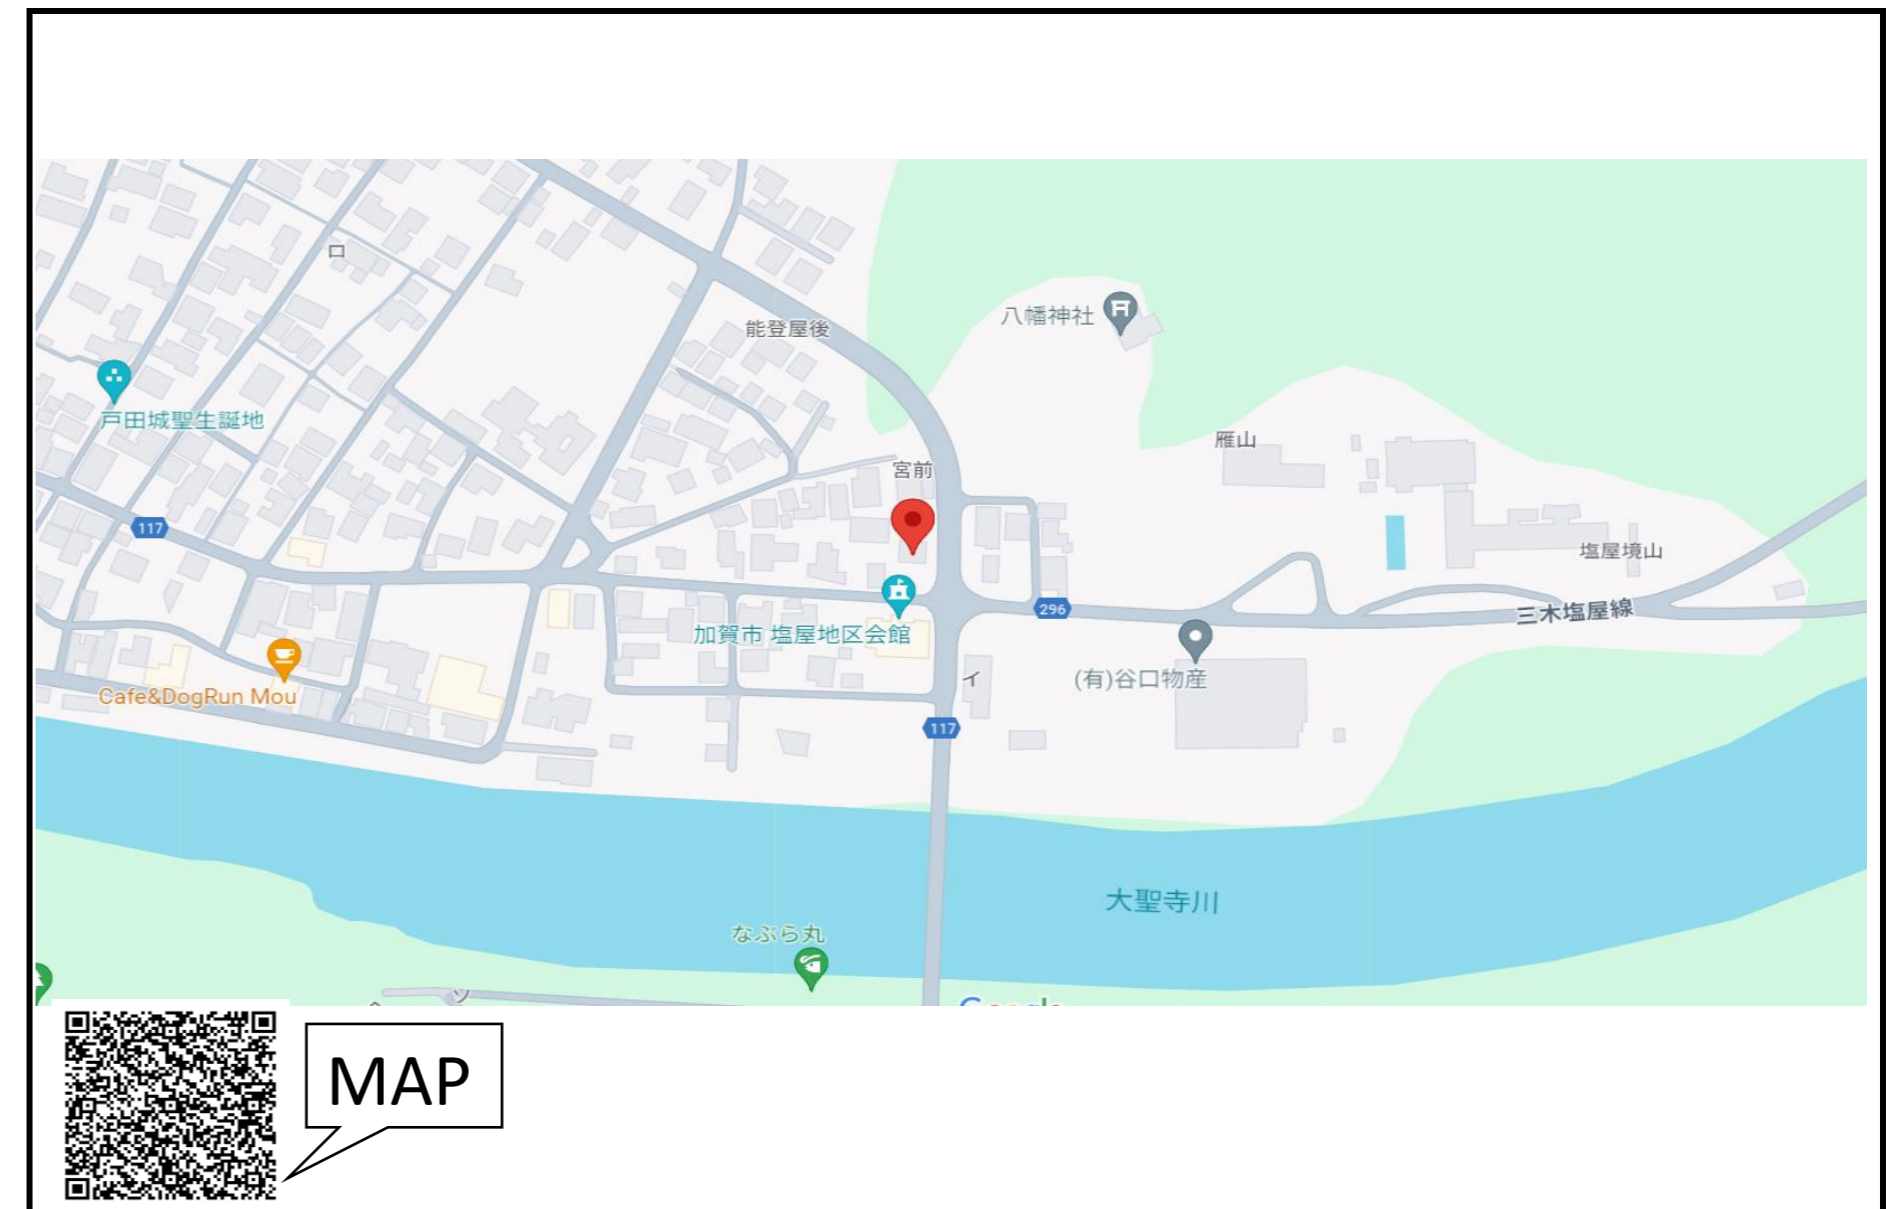 ロ
八幡神社
能登屋後
戸田城聖生誕地
雁山
宮前
117
塩屋境山
296
三木塩屋線
加賀市 塩屋地区会館
(有)谷口物産
イ
Cafe&DogRun Mou
117
大聖寺川
なぶら丸
ソ
Google
MAP